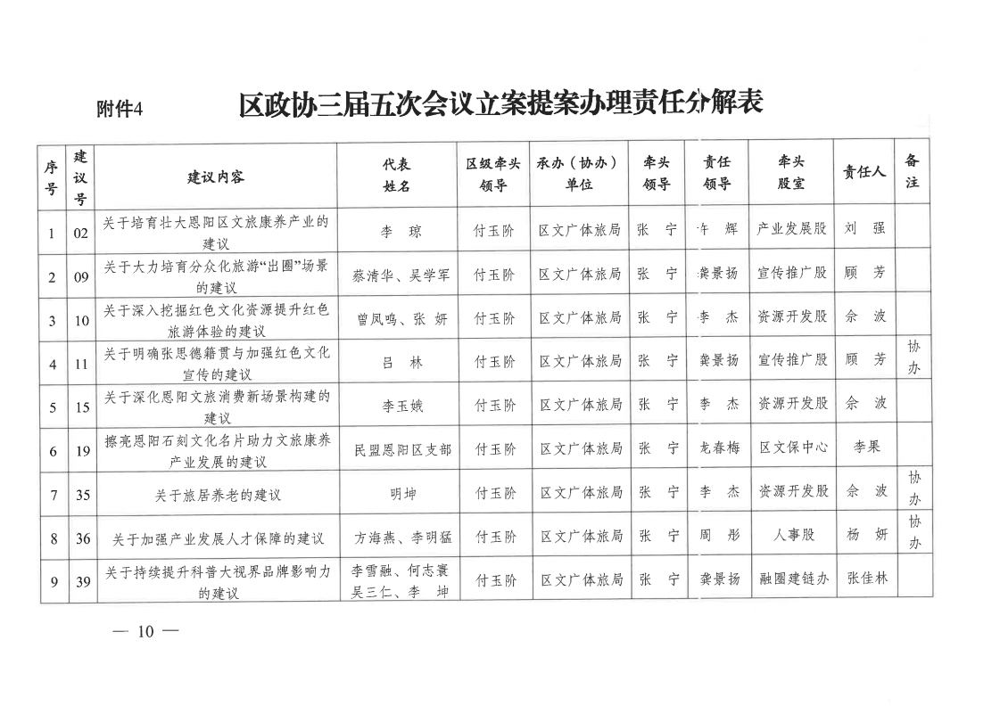 附件4
区政协三届五次会议立案提案办理责任分解表
序号 建议号 建议内容 代表姓名 区级牵头领导 承办（协办）单位 牵头领导 责任领导 牵头股室 责任人 备注
1 02 关于培育壮大恩阳区文旅康养产业的建议 李 琼 付玉阶 区文广体旅局 张 宁 辉 产业发展股 刘 强
2 09 关于大力培育分众化旅游“出圈”场景的建议 蔡清华、吴学军 付玉阶 区文广体旅局 张 宁 龚景扬 宣传推广股 顾 芳
3 10 关于深入挖掘红色文化资源提升红色旅游体验的建议 曾凤鸣、张 妍 付玉阶 区文广体旅局 张 宁 李 杰 资源开发股 佘 波
4 11 关于明确张思德籍贯与加强红色文化宣传的建议 吕 林 付玉阶 区文广体旅局 张 宁 龚景扬 宣传推广股 顾 芳 协办
5 15 关于深化恩阳文旅消费新场景构建的建议 李玉娥 付玉阶 区文广体旅局 张 宁 李 杰 资源开发股 佘 波
6 19 擦亮恩阳石刻文化名片助力文旅康养产业发展的建议 民盟恩阳区支部 付玉阶 区文广体旅局 张 宁 龙春梅 区文保中心 李果
7 35 关于旅居养老的建议 明坤 付玉阶 区文广体旅局 张 宁 李 杰 资源开发股 佘 波 协办
8 36 关于加强产业发展人才保障的建议 方海燕、李明猛 付玉阶 区文广体旅局 张 宁 周 彤 人事股 杨 妍 协办
9 39 关于持续提升科普大视界品牌影响力的建议 李雪融、何志寰 吴三仁、李 坤 付玉阶 区文广体旅局 张 宁 龚景扬 融圈建链办 张佳林
— 10 —